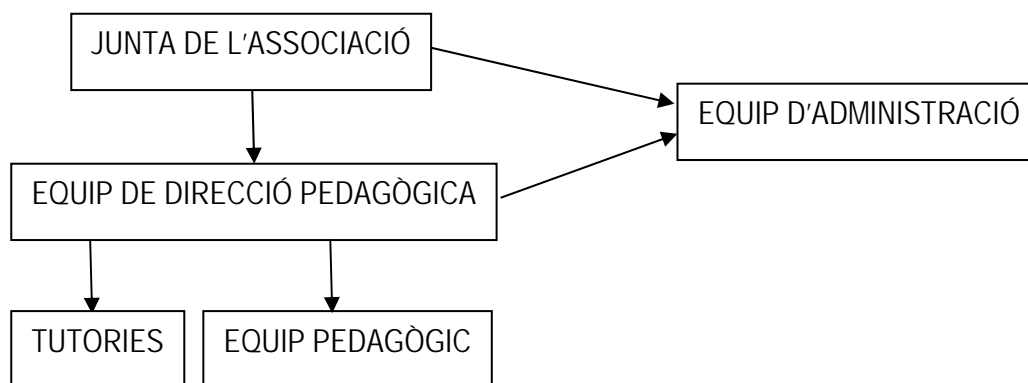 JUNTA DE L'ASSOCIACIÓ
EQUIP D'ADMINISTRACIÓ
EQUIP DE DIRECCIÓ PEDAGÒGICA
TUTORIES
EQUIP PEDAGÒGIC